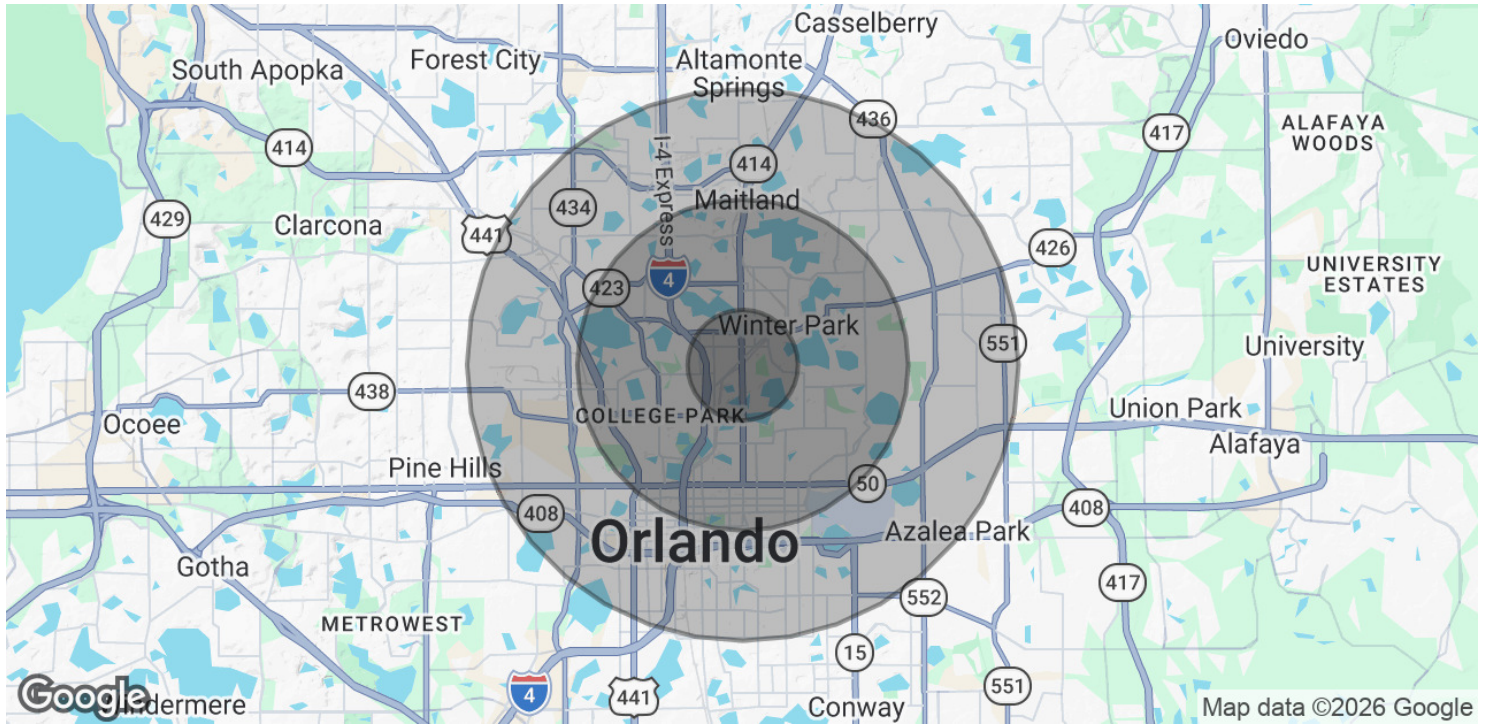 Casselberry
Oviedo
Forest City
Altamonte
Springs
South Apopka
436
417
ALAFAYA
WOODS
414
I-4 Express
414
Maitland
434
429
Clarcona
441
426
UNIVERSITY
ESTATES
423
4
Winter Park
551
University
438
COLLEGE PARK
Ocoee
Union Park
Alafaya
Pine Hills
50
408
408
Orlando
Azalea Park
Gotha
417
552
METROWEST
15
4
441
551
Google
Conway
Map data ©2026 Google